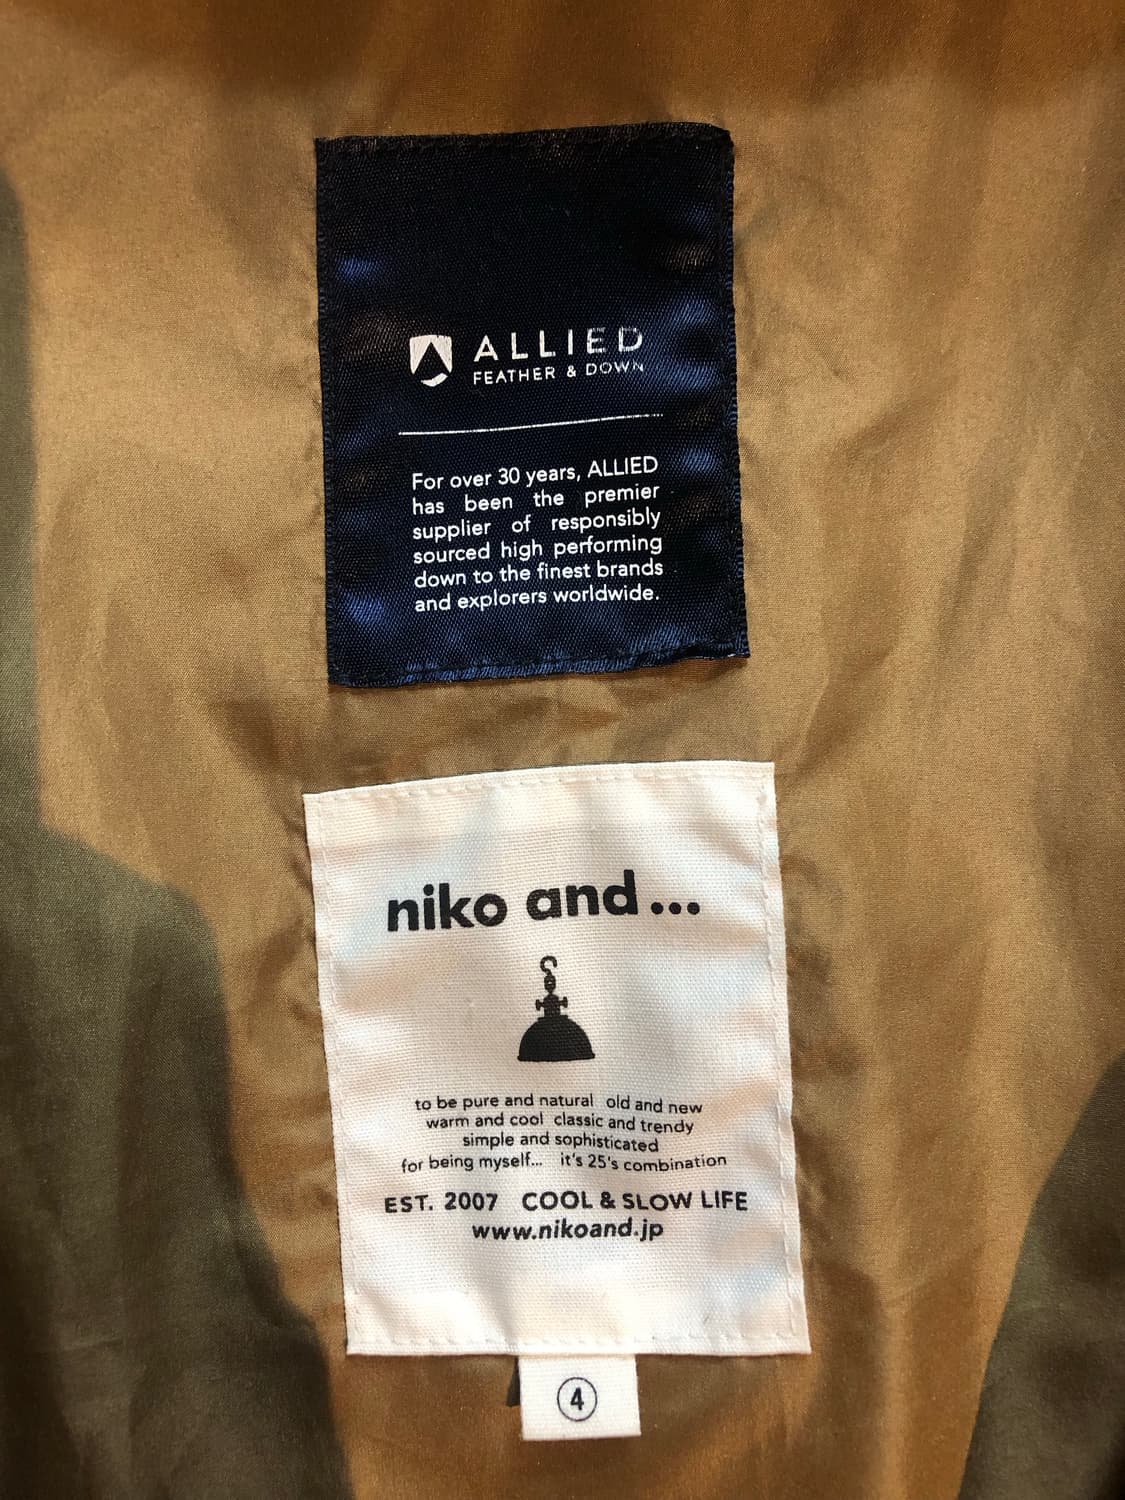 ALLIED
FEATHER & DOWN
For over 30 years, ALLIED
has been the premier
supplier of responsibly
sourced high performing
down to the finest brands
and explorers worldwide.
niko and...
to be pure and natural old and new
warm and cool classic and trendy
simple and sophisticated
for being myself... it's 25's combination
EST. 2007 COOL & SLOW LIFE
www.nikoand.jp
④